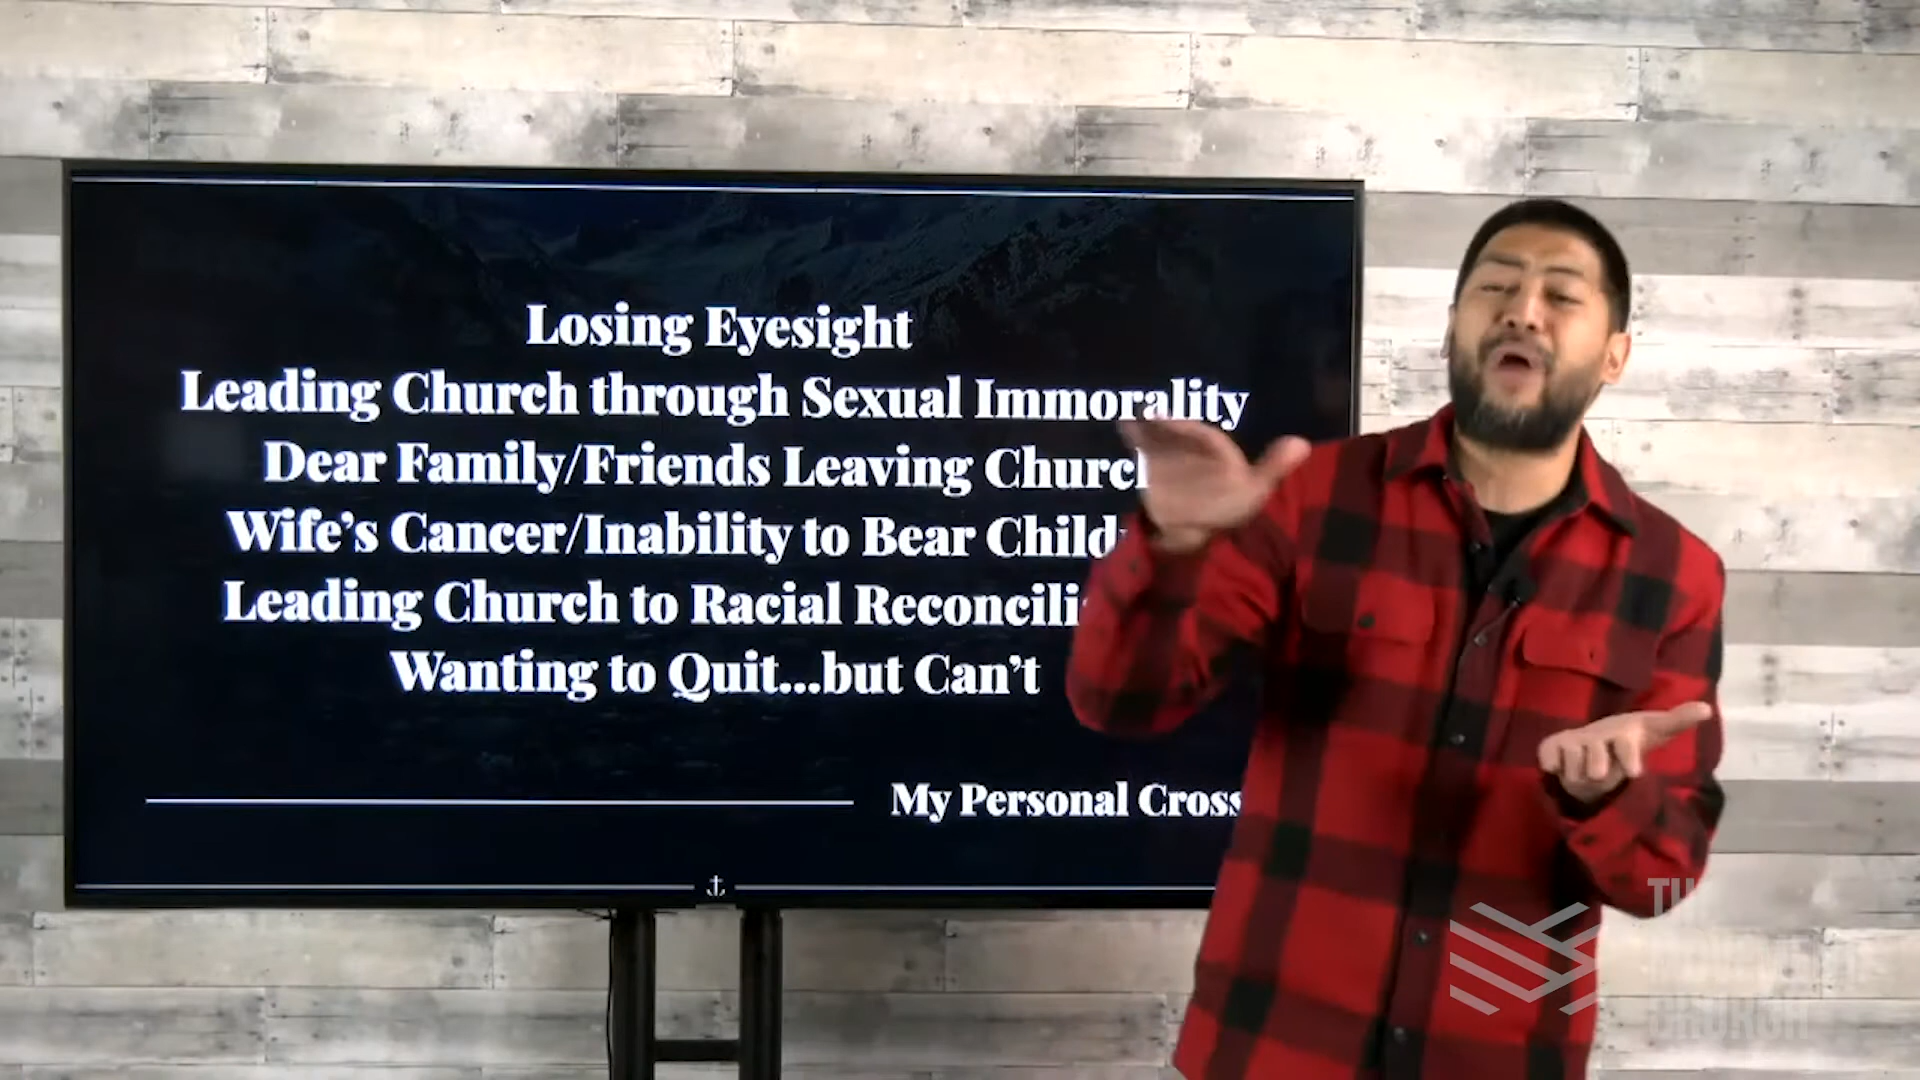 Losing Eyesight
Leading Church through Sexual Immorality
Dear Family/Friends Leaving Churc
Wife's Cancer/Inability to Bear Child
Leading Church to Racial Reconcili
Wanting to Quit...but Can't
My Personal Cross
CHURCH